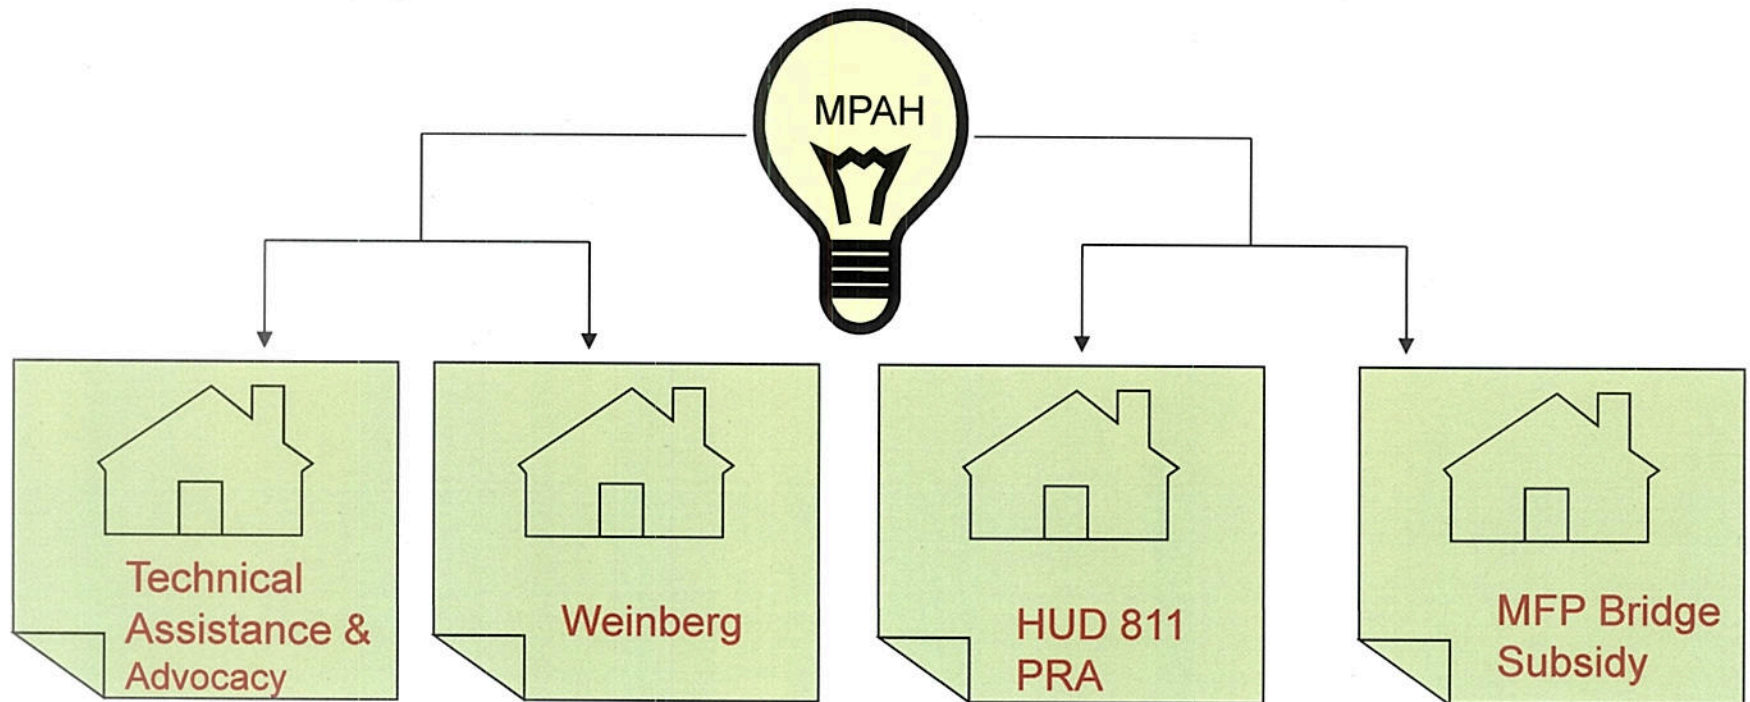 MPAH
Technical
Assistance &
Advocacy
Weinberg
HUD 811
PRA
MFP Bridge
Subsidy